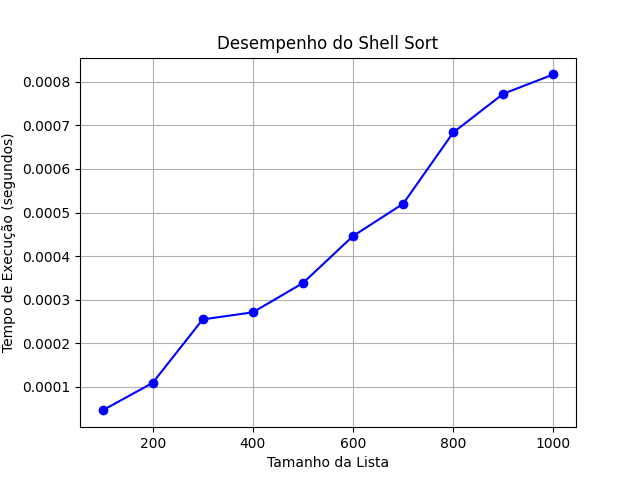 Desempenho do Shell Sort
Tempo de Execução (segundos)
0.0008
0.0007
0.0006
0.0005
0.0004
0.0003
0.0002
0.0001
200 400 600 800 1000
Tamanho da Lista